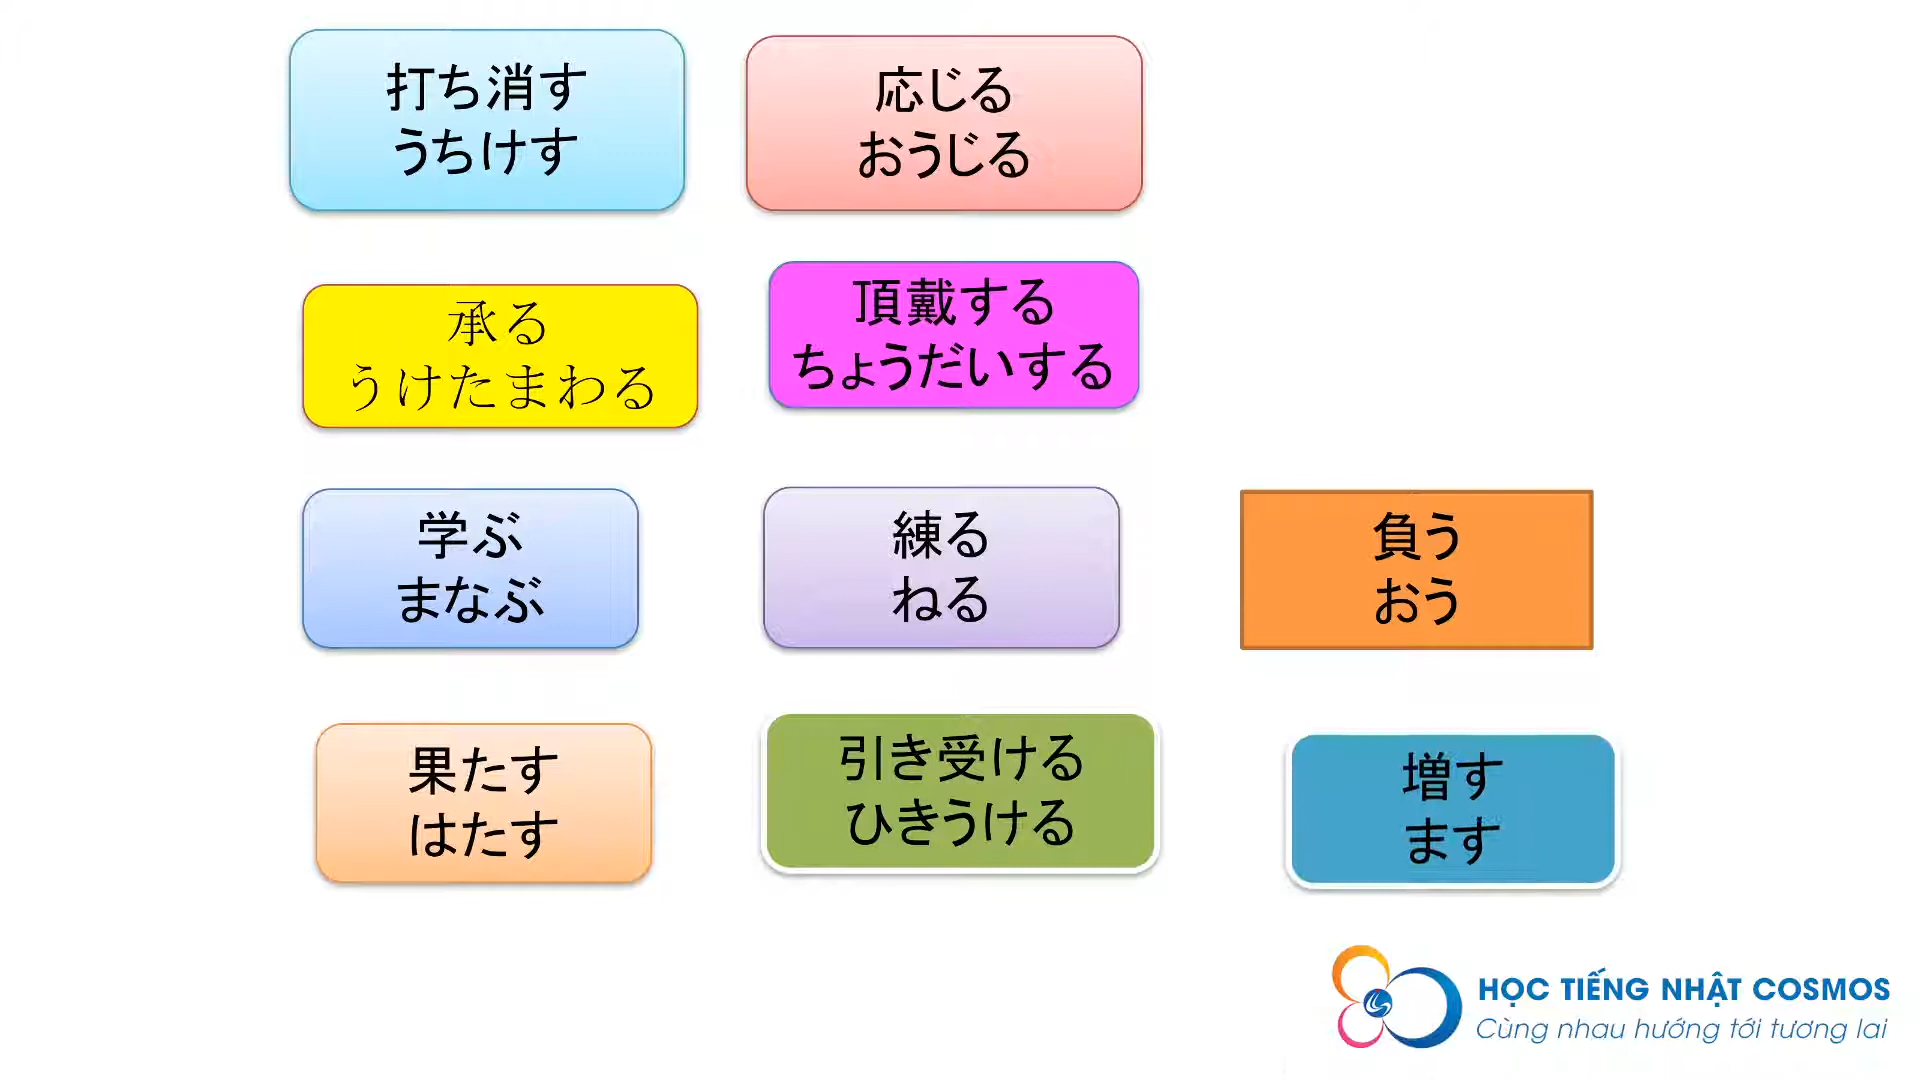 打ち消す
うちけす
応じる
おうじる
承る
うけたまわる
頂戴する
ちょうだいする
学ぶ
まなぶ
練る
ねる
負う
おう
果たす
はたす
引き受ける
ひきうける
増す
ます
HỌC TIẾNG NHẬT COSMOS
Cùng nhau hướng tới tương lai